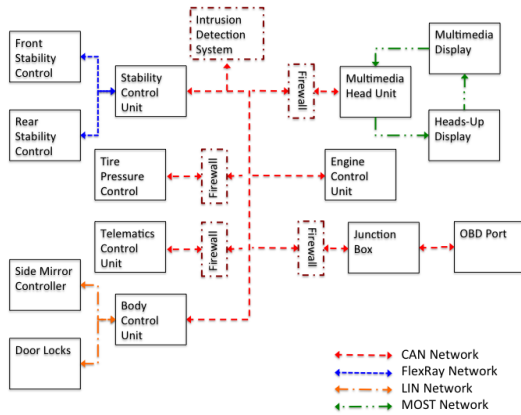 Intrusion
Detection
System
Front
Stability
Control
Stability
Control
Unit
Firewall
Multimedia
Head Unit
Multimedia
Display
Rear
Stability
Control
Heads-Up
Display
Tire
Pressure
Control
Firewall
Engine
Control
Unit
Telematics
Control
Unit
Firewall
Firewall
Junction
Box
OBD Port
Side Mirror
Controller
Body
Control
Unit
Door Locks
CAN Network
FlexRay Network
LIN Network
MOST Network